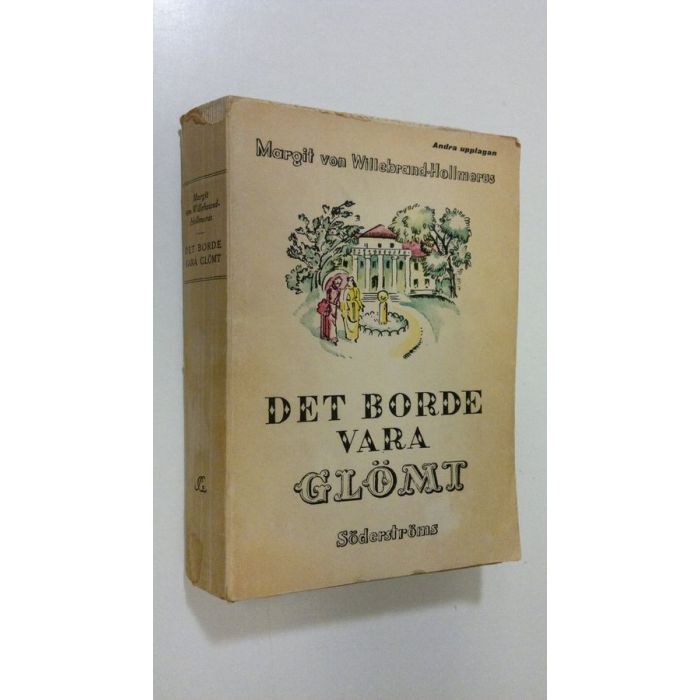 Andra upplagan
Margit von Willebrand-Hollmerus
DET BORDE
VARA
GLÖMT
Söderströms
Margit
von Willebrand-
Hollmerus
DET BORDE
VARA GLÖMT